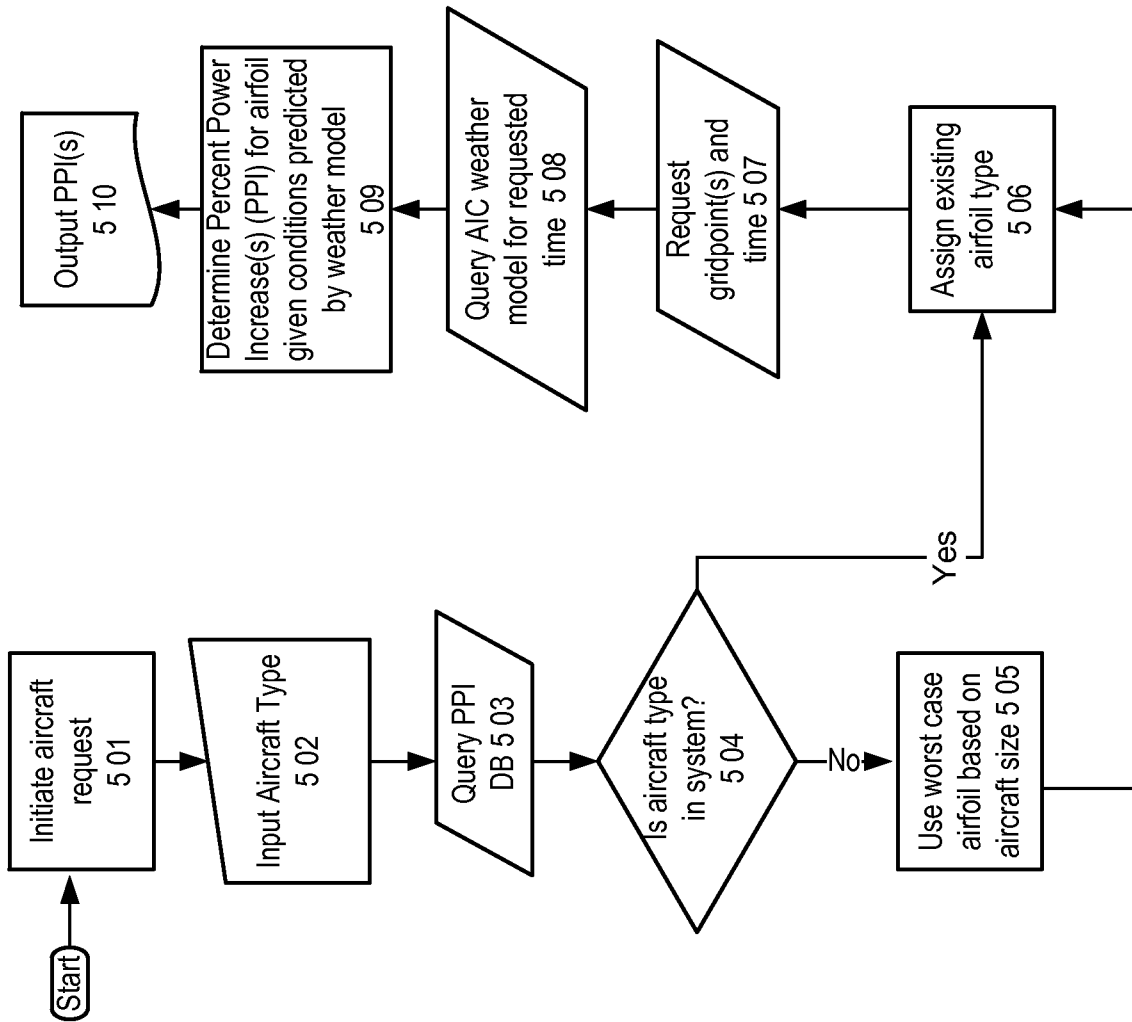 Start
Initiate aircraft
request
5 01
Input Aircraft Type
5 02
Query PPI
DB 5 03
Is aircraft type
in system?
5 04
No
Use worst case
airfoil based on
aircraft size 5 05
Yes
Assign existing
airfoil type
5 06
Request
gridpoint(s) and
time 5 07
Query AIC weather
model for requested
time 5 08
Determine Percent Power
Increase(s) (PPI) for airfoil
given conditions predicted
by weather model
5 09
Output PPI(s)
5 10